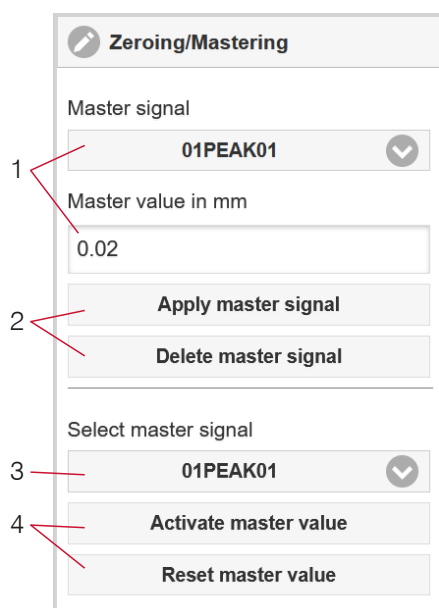 Zeroing/Mastering
Master signal
01PEAK01
1
Master value in mm
0.02
Apply master signal
2
Delete master signal
Select master signal
3
01PEAK01
4
Activate master value
Reset master value